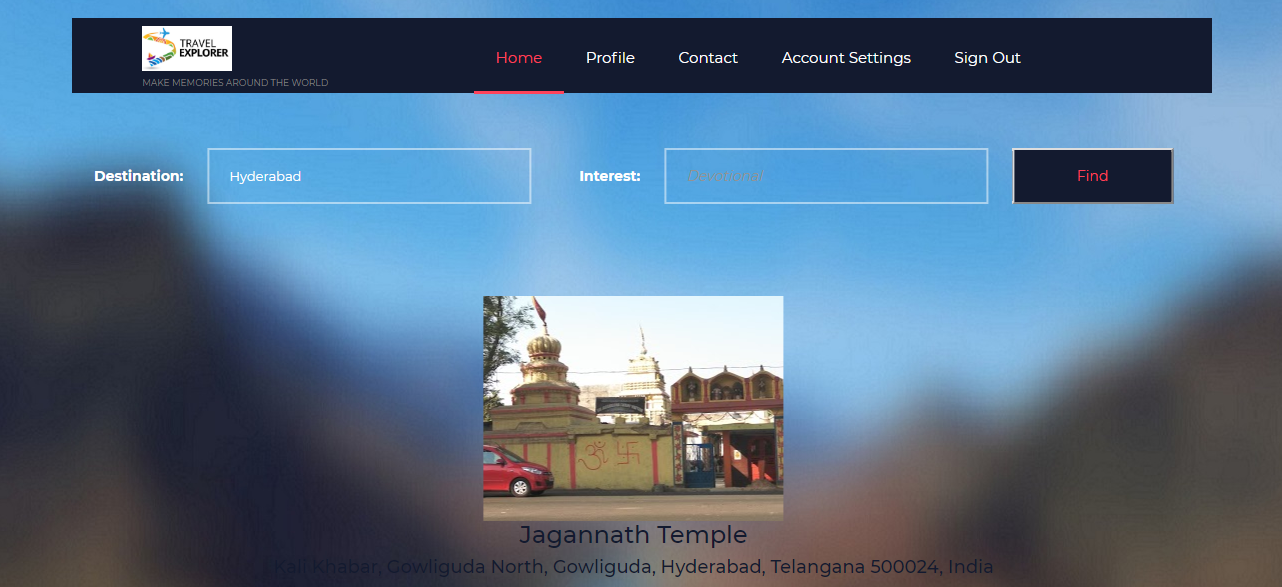 TRAVEL
EXPLORER
MAKE MEMORIES AROUND THE WORLD
Home Profile Contact Account Settings Sign Out
Destination: Hyderabad Interest: Devotional Find
ॐ 卐
Jagannath Temple
Kali Khabar, Gowliguda North, Gowliguda, Hyderabad, Telangana 500024, India